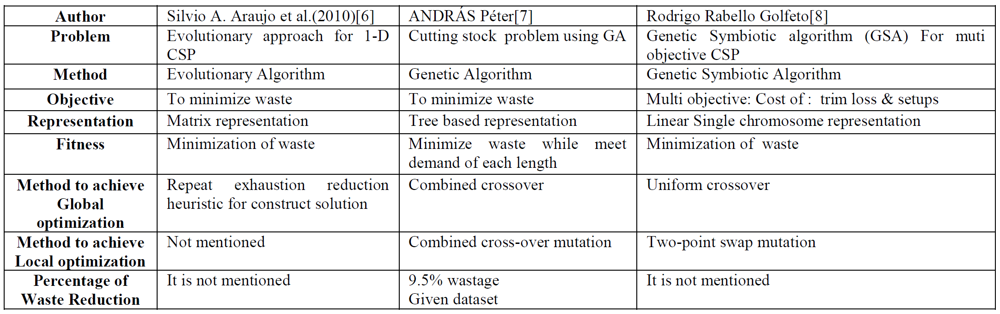 Author
Silvio A. Araujo et al.(2010)[6]
ANDRÁS Péter[7]
Rodrigo Rabello Golfeto[8]
Problem
Evolutionary approach for 1-D
CSP
Cutting stock problem using GA
Genetic Symbiotic algorithm (GSA) For muti
objective CSP
Method
Evolutionary Algorithm
Genetic Algorithm
Genetic Symbiotic Algorithm
Objective
To minimize waste
To minimize waste
Multi objective: Cost of : trim loss & setups
Representation
Matrix representation
Tree based representation
Linear Single chromosome representation
Fitness
Minimization of waste
Minimize waste while meet
demand of each length
Minimization of waste
Method to achieve
Global
optimization
Repeat exhaustion reduction
heuristic for construct solution
Combined crossover
Uniform crossover
Method to achieve
Local optimization
Not mentioned
Combined cross-over mutation
Two-point swap mutation
Percentage of
Waste Reduction
It is not mentioned
9.5% wastage
Given dataset
It is not mentioned